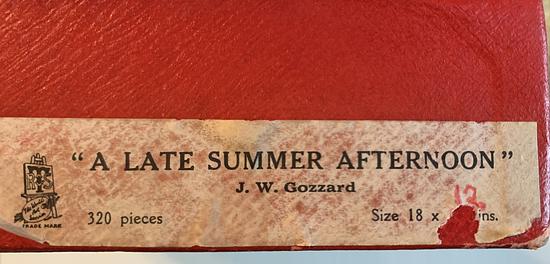 "A LATE SUMMER AFTERNOON"
J. W. Gozzard
320 pieces
Size 18 x 12 ins.
TRADE MARK